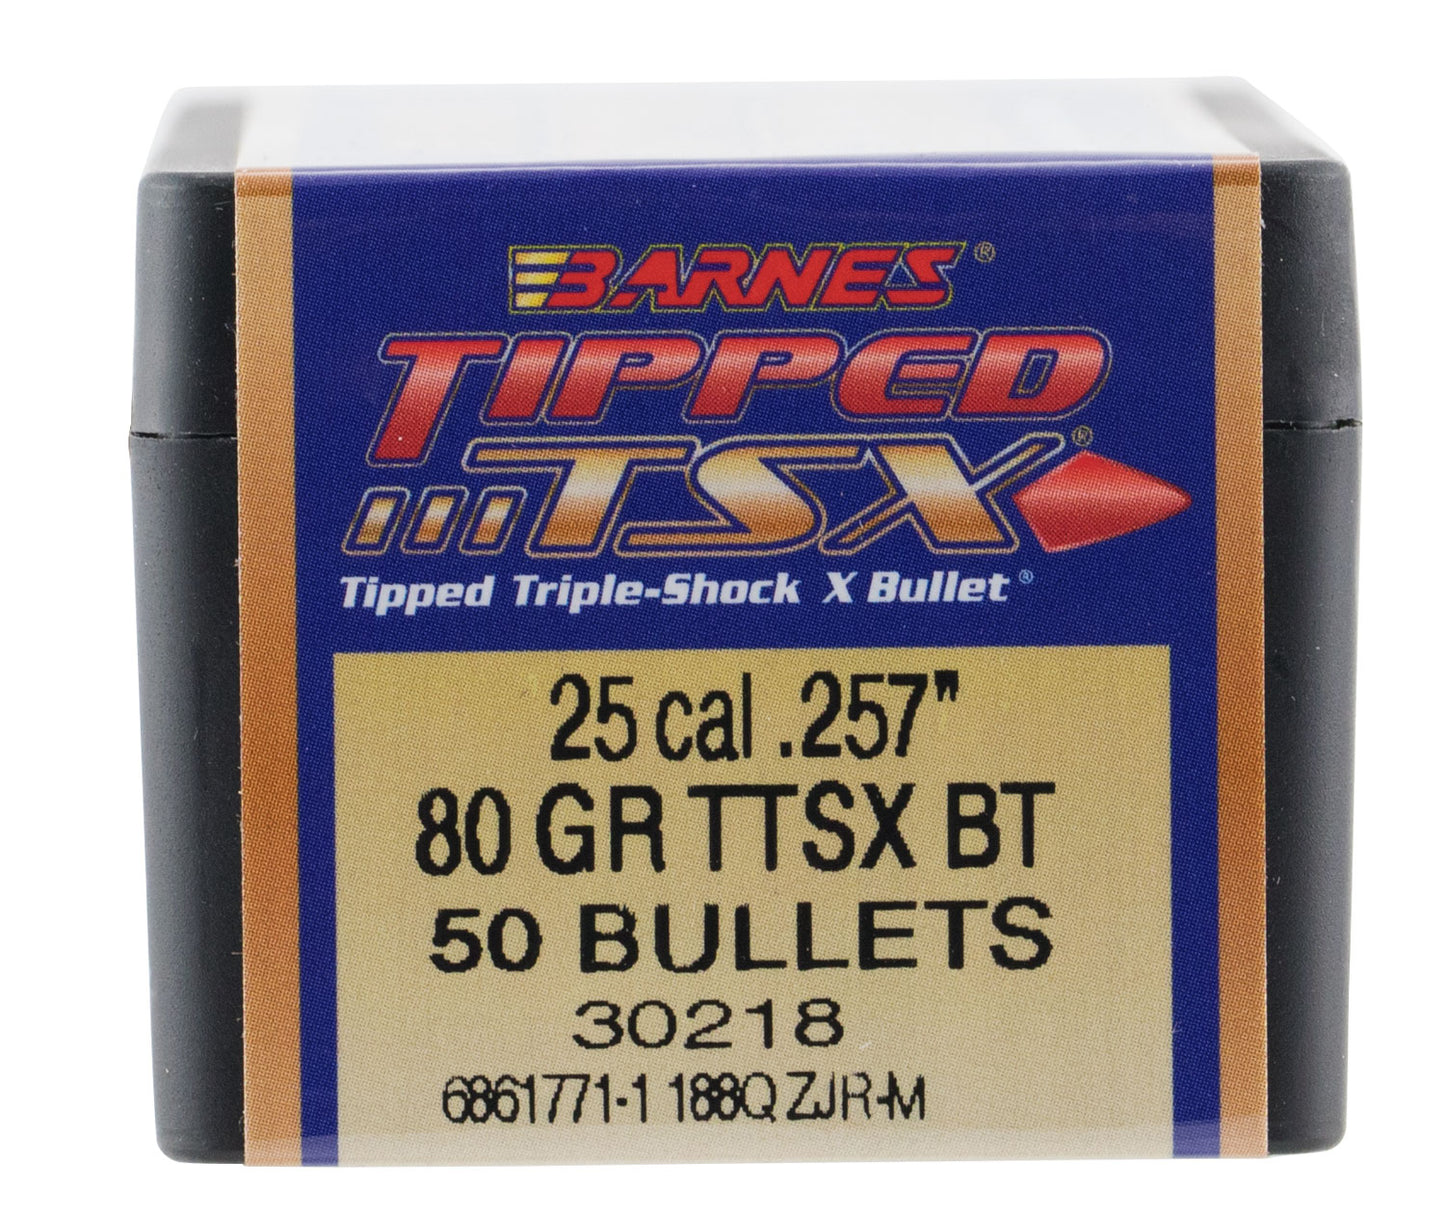 BARNES®
TIPPED
TSX®
Tipped Triple-Shock X Bullet®
25 cal .257"
80 GR TTSX BT
50 BULLETS
30218
6861771-1 188Q ZJR-M